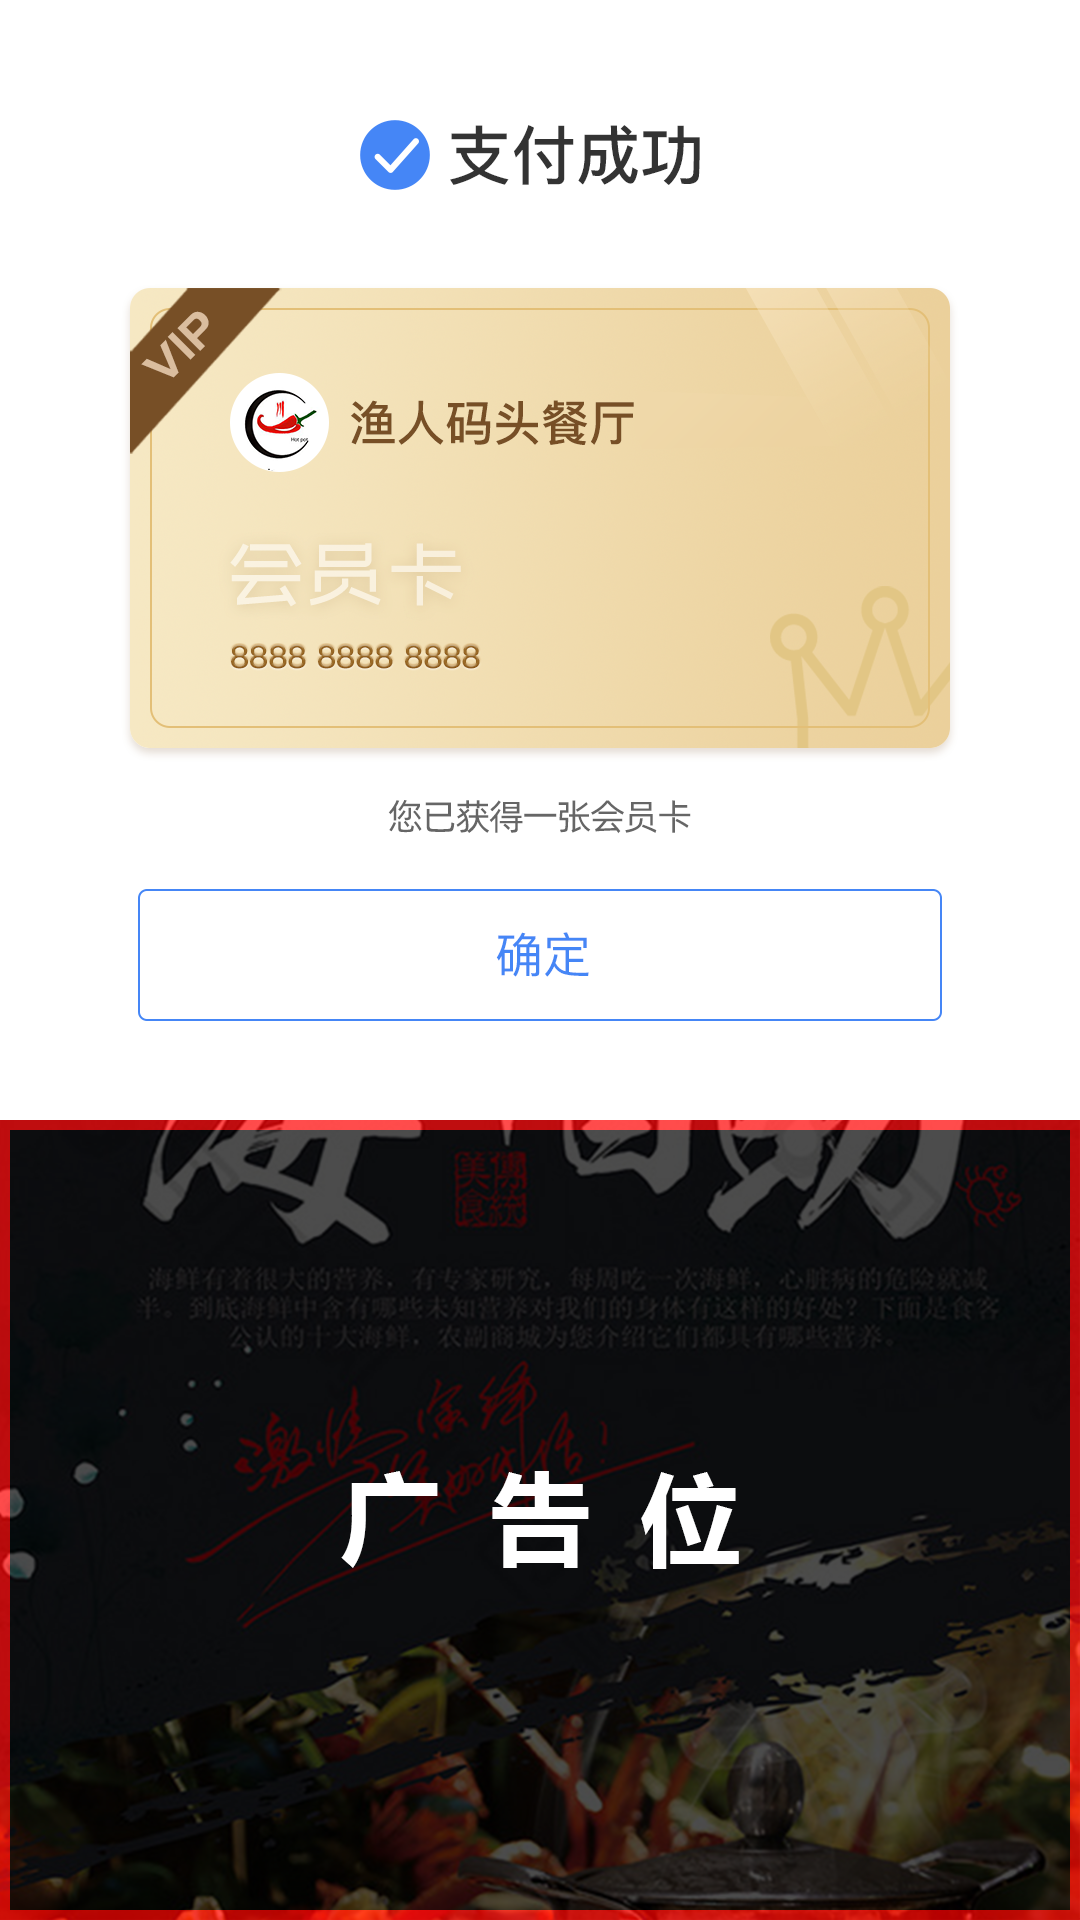 支付成功
VIP
渔人码头餐厅
Hot pot
会员卡
8888 8888 8888
您已获得一张会员卡
确定
美食
傳統
海鲜有着很大的营养，有专家研究，每周吃一次海鲜，心脏病的危险就减
半。到底海鲜中含有哪些未知营养对我们的身体有这样的好处？下面是食客
公认的十大海鲜，农副商城为您介绍它们都具有哪些营养。
广告位